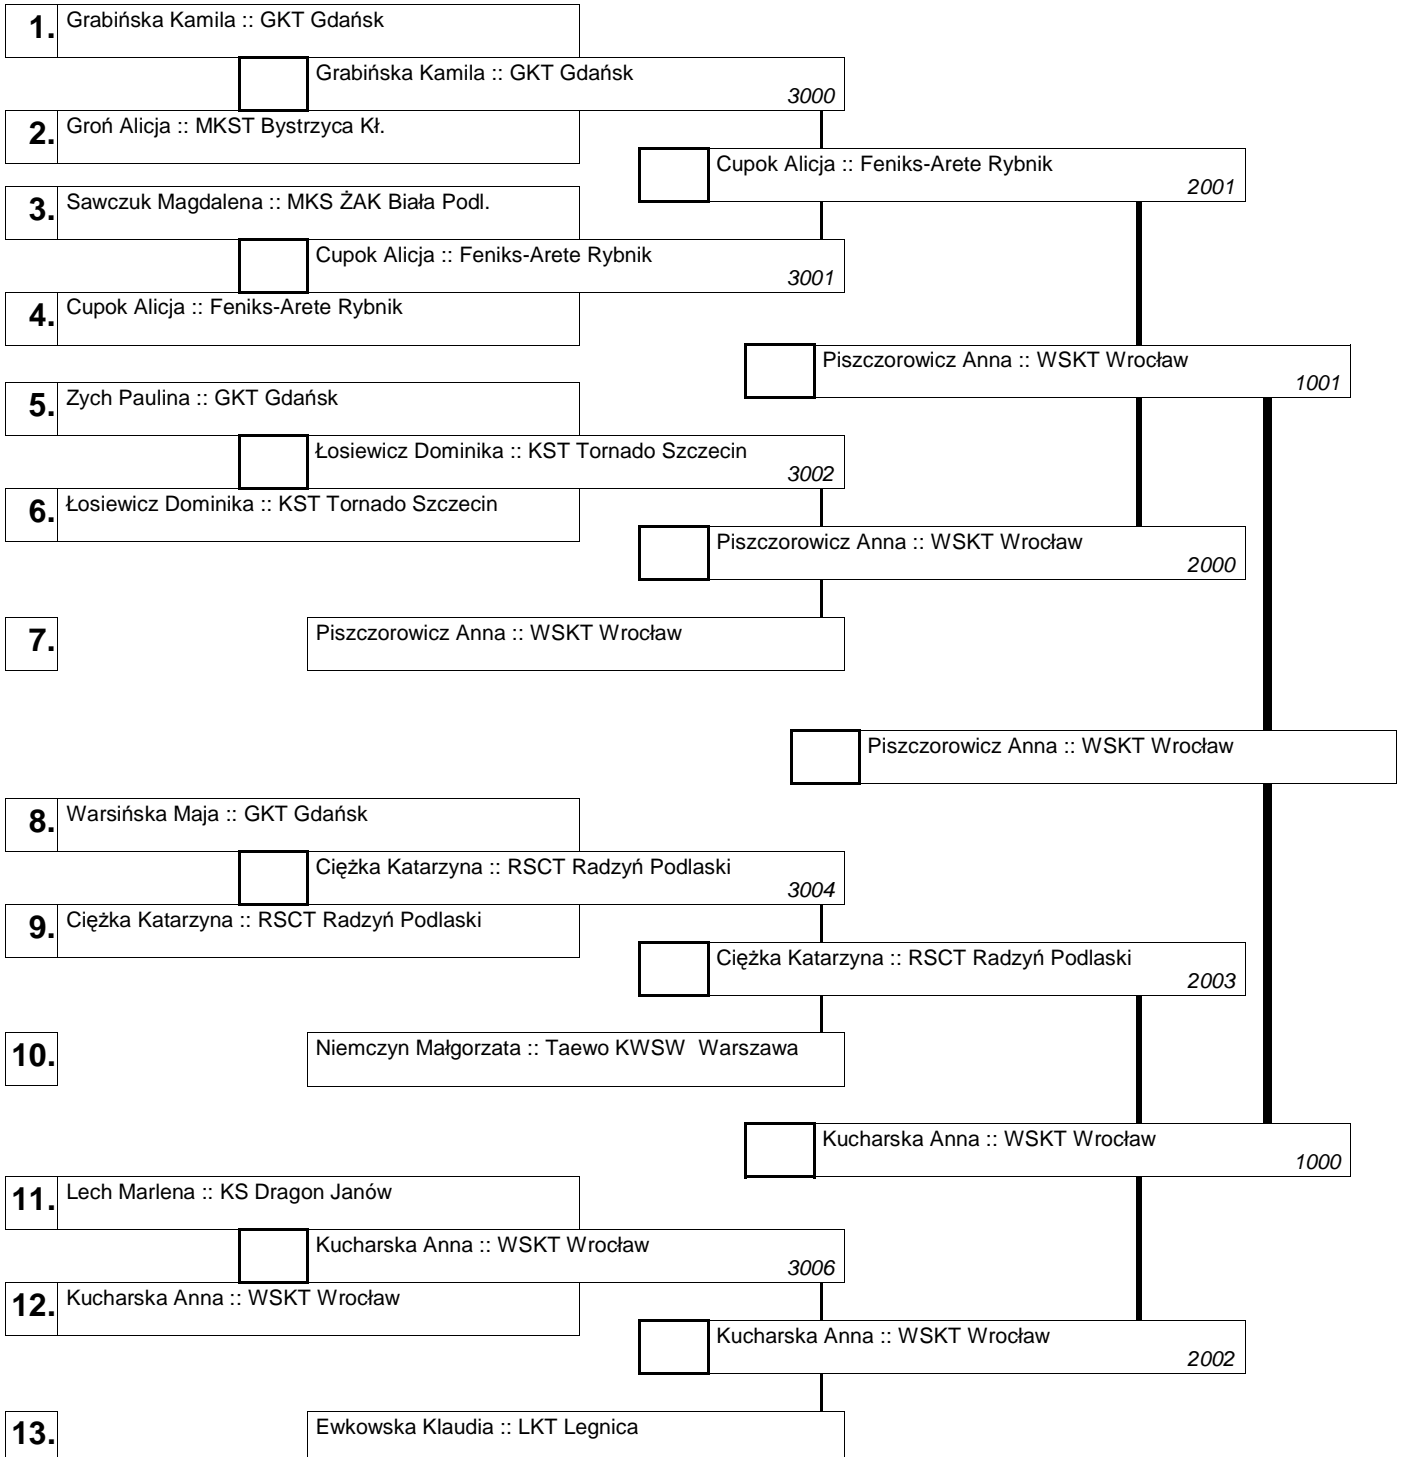 1. Grabińska Kamila :: GKT Gdańsk
Grabińska Kamila :: GKT Gdańsk
3000
2. Groń Alicja :: MKST Bystrzyca Kł.
Cupok Alicja :: Feniks-Arete Rybnik
2001
3. Sawczuk Magdalena :: MKS ŻAK Biała Podl.
Cupok Alicja :: Feniks-Arete Rybnik
3001
4. Cupok Alicja :: Feniks-Arete Rybnik
Piszczorowicz Anna :: WSKT Wrocław
1001
5. Zych Paulina :: GKT Gdańsk
Łosiewicz Dominika :: KST Tornado Szczecin
3002
6. Łosiewicz Dominika :: KST Tornado Szczecin
Piszczorowicz Anna :: WSKT Wrocław
2000
7. Piszczorowicz Anna :: WSKT Wrocław
Piszczorowicz Anna :: WSKT Wrocław
8. Warsińska Maja :: GKT Gdańsk
Ciężka Katarzyna :: RSCT Radzyń Podlaski
3004
9. Ciężka Katarzyna :: RSCT Radzyń Podlaski
Ciężka Katarzyna :: RSCT Radzyń Podlaski
2003
10. Niemczyn Małgorzata :: Taewo KWSW  Warszawa
Kucharska Anna :: WSKT Wrocław
1000
11. Lech Marlena :: KS Dragon Janów
Kucharska Anna :: WSKT Wrocław
3006
12. Kucharska Anna :: WSKT Wrocław
Kucharska Anna :: WSKT Wrocław
2002
13. Ewkowska Klaudia :: LKT Legnica